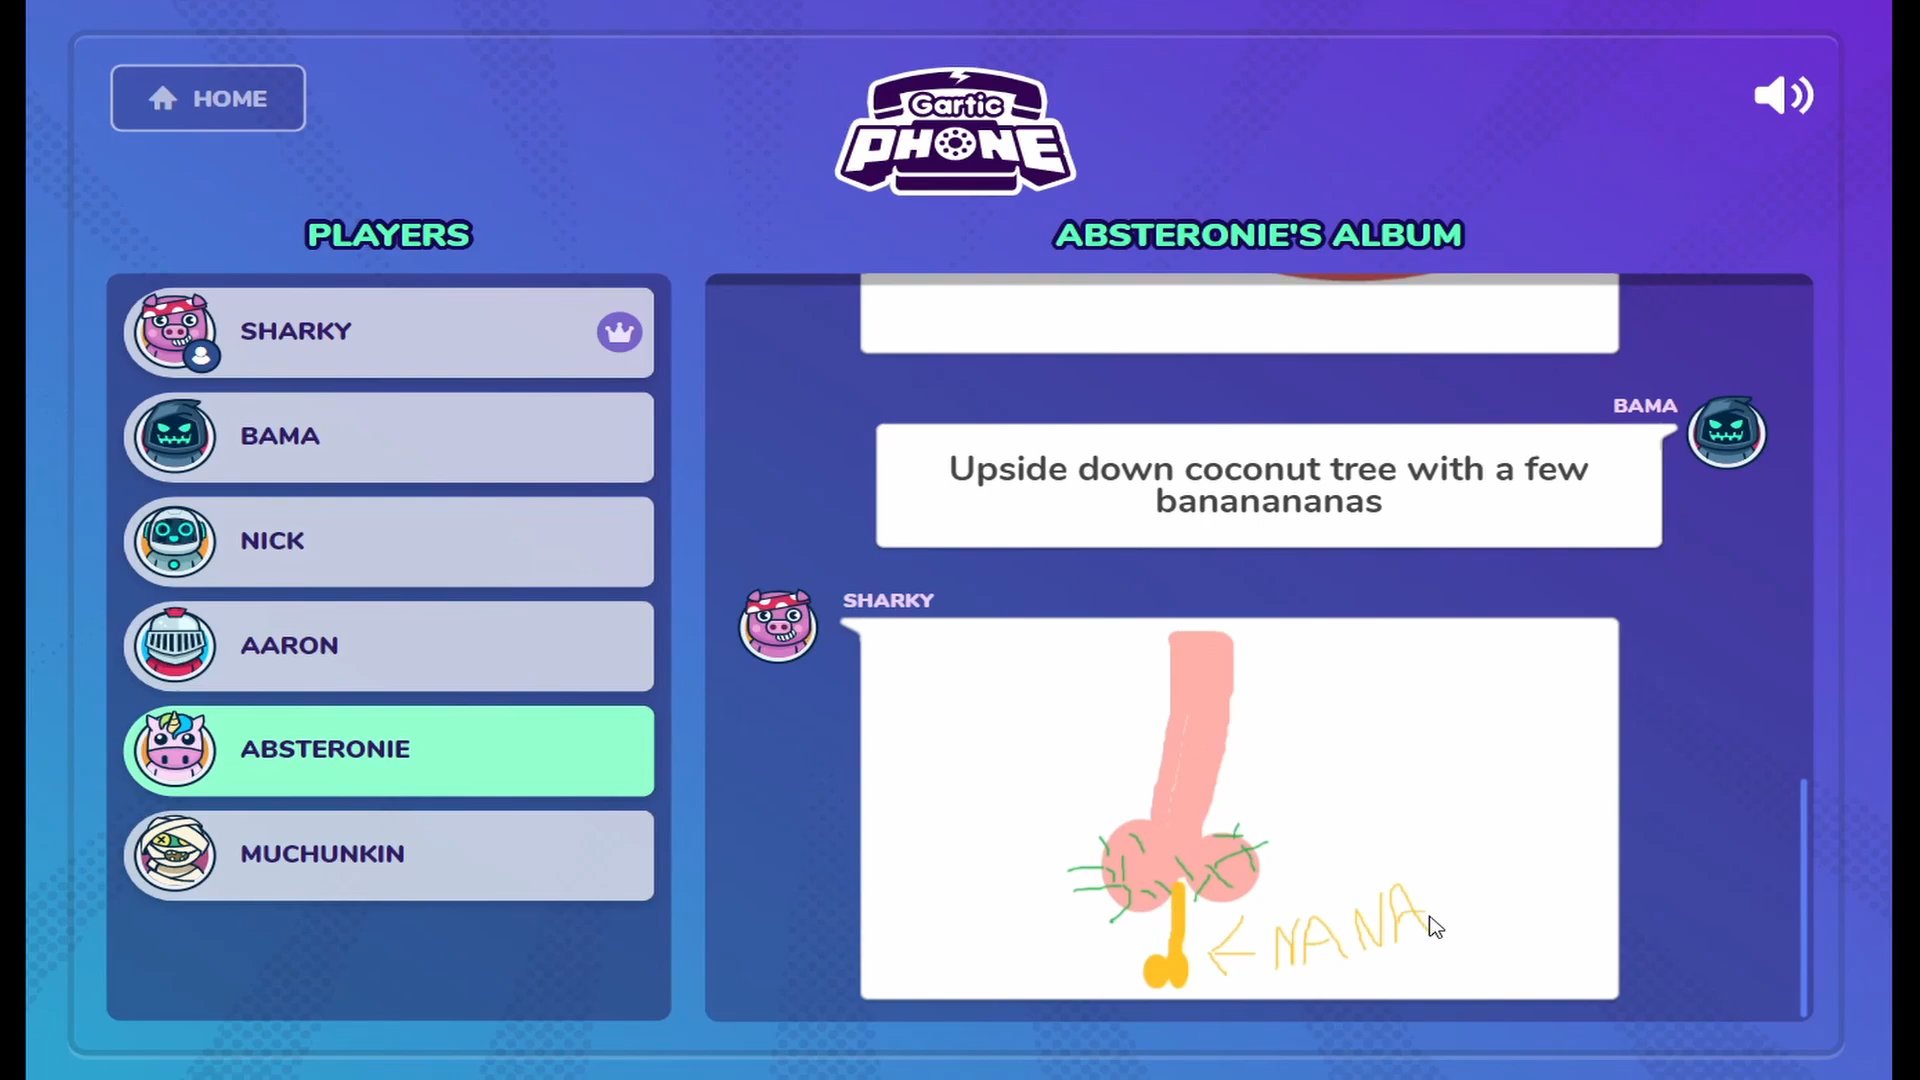 HOME
Gartic
PHONE
PLAYERS
ABSTERONIE'S ALBUM
SHARKY
BAMA
NICK
AARON
ABSTERONIE
MUCHUNKIN
BAMA
Upside down coconut tree with a few
banananananas
SHARKY
NANA